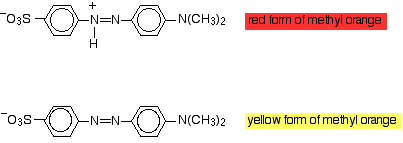 +
⁻O₃S N=N N(CH₃)₂ red form of methyl orange
H
⁻O₃S N=N N(CH₃)₂ yellow form of methyl orange